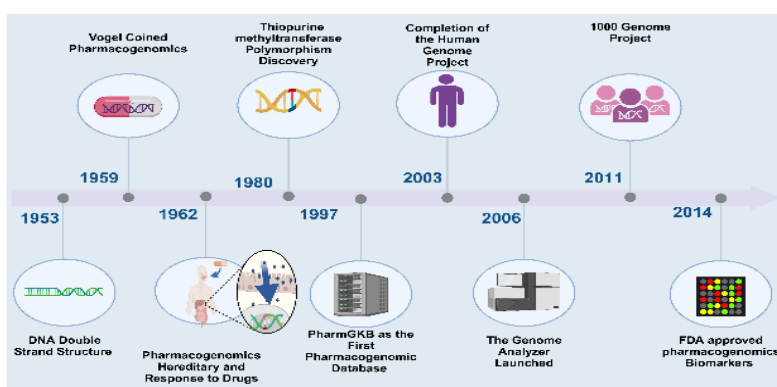 Vogel Coined
Pharmacogenomics
Thiopurine
methyltransferase
Polymorphism
Discovery
Completion of
the Human
Genome
Project
1000 Genome
Project
1959
1980
2003
2011
1953
1962
1997
2006
2014
DNA Double
Strand Structure
Pharmacogenomics
Hereditary and
Response to Drugs
PharmGKB as the
First
Pharmacogenomic
Database
The Genome
Analyzer
Launched
FDA approved
pharmacogenomics
Biomarkers